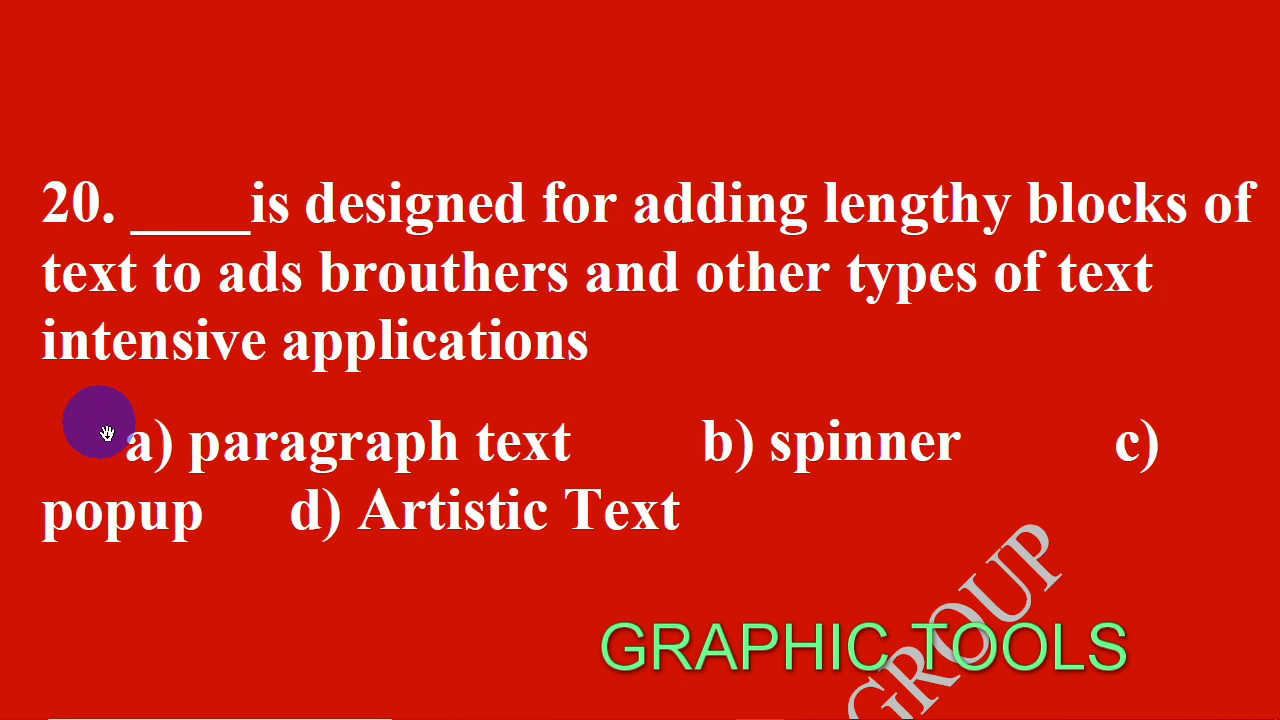 20. ____is designed for adding lengthy blocks of
text to ads brouthers and other types of text
intensive applications
a) paragraph text b) spinner c)
popup d) Artistic Text
GROUP
GRAPHIC TOOLS